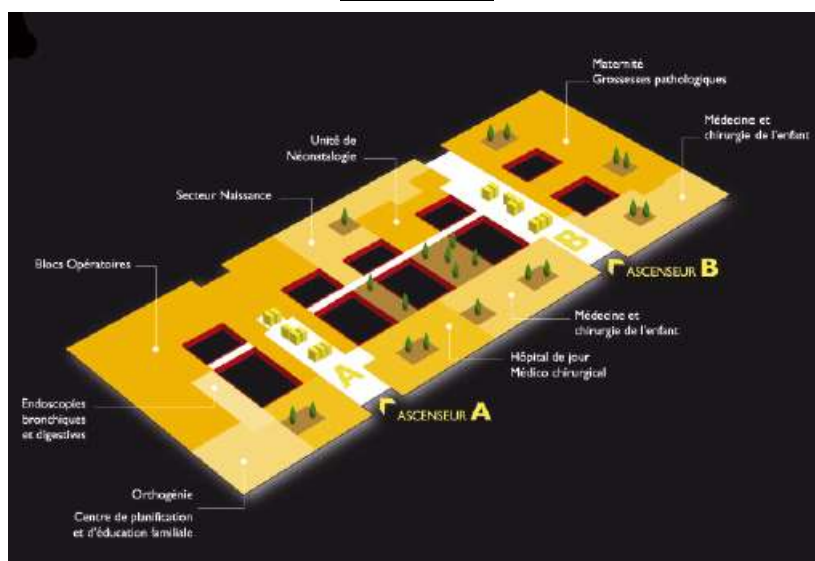 Maternité
Grossesses pathologiques
Médecine et
chirurgie de l'enfant
Unité de
Néonatalogie
Secteur Naissance
Blocs Opératoires
B
ASCENSEUR B
Médecine et
chirurgie de l'enfant
Hôpital de jour
Médico chirurgical
A
ASCENSEUR A
Endoscopies
bronchiques
et digestives
Orthogénie
Centre de planification
et d'éducation familiale